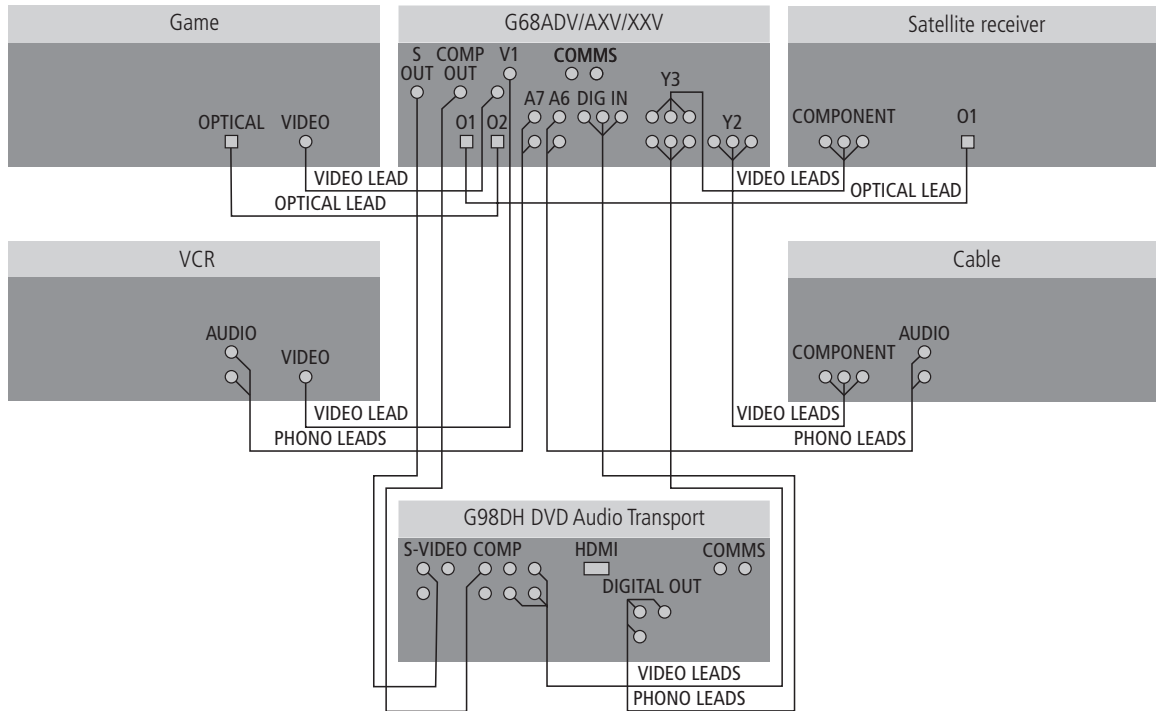 Game
G68ADV/AXV/XXV
Satellite receiver
S OUT
COMP OUT
V1
COMMS
A7 A6 DIG IN
Y3
O1 O2
Y2
OPTICAL VIDEO
COMPONENT O1
VIDEO LEAD
OPTICAL LEAD
VIDEO LEADS
OPTICAL LEAD
VCR
Cable
AUDIO
VIDEO
COMPONENT
AUDIO
VIDEO LEAD
PHONO LEADS
VIDEO LEADS
PHONO LEADS
G98DH DVD Audio Transport
S-VIDEO COMP HDMI COMMS
DIGITAL OUT
VIDEO LEADS
PHONO LEADS